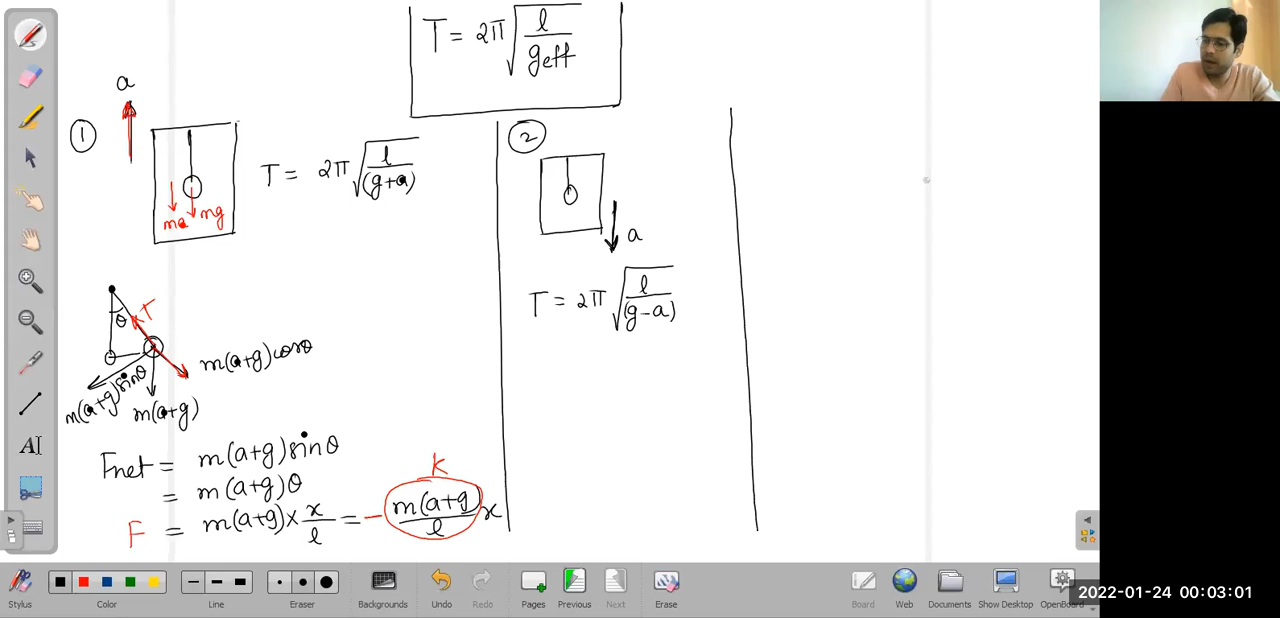 T = 2π√(l/geff)
a
①
T = 2π√(l/(g+a))
ma
mg
θ
T
m(a+g)cosθ
m(a+g)sinθ
m(a+g)
Fnet = m(a+g)sinθ
= m(a+g)θ
K
F = m(a+g) × x/l = - m(a+g)/l x
②
a
T = 2π√(l/(g-a))
Stylus
Color
Line
Eraser
Backgrounds
Undo
Redo
Pages
Previous
Next
Erase
Board
Web
Documents
Show Desktop
OpenBoard
2022-01-24 00:03:01